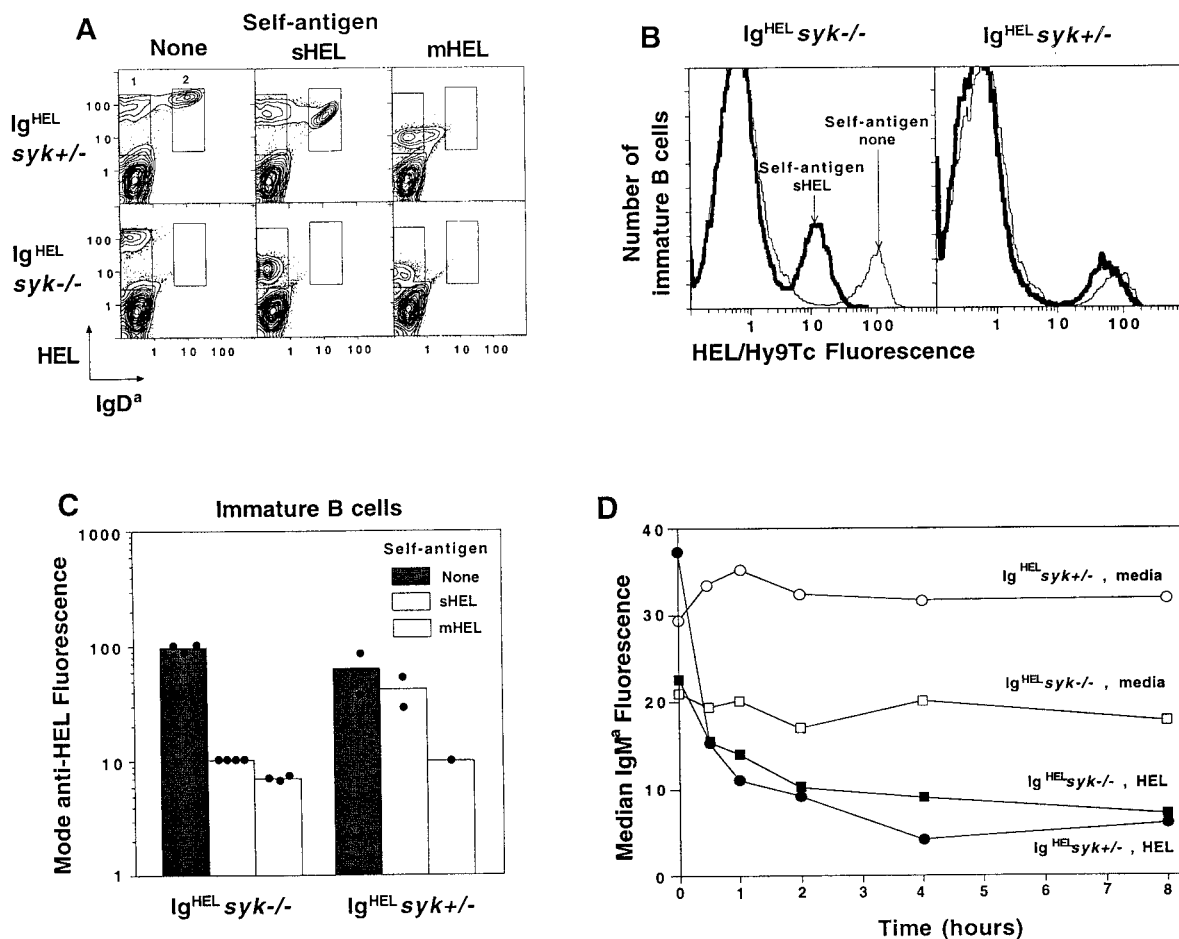 A
Self-antigen
None sHEL mHEL
1 2
100
10
1
Ig^HEL
syk+/-
100
10
1
Ig^HEL
syk-/-
HEL
1 10 100 1 10 100 1 10 100
IgD^a
B
Ig^HEL syk-/- Ig^HEL syk+/-
Number of
immature B cells
Self-antigen
none
Self-antigen
sHEL
1 10 100 1 10 100
HEL/Hy9Tc Fluorescence
C
Immature B cells
Mode anti-HEL Fluorescence
1000
100
10
1
Self-antigen
None
sHEL
mHEL
Ig^HEL syk-/- Ig^HEL syk+/-
D
Median IgM^a Fluorescence
40
30
20
10
0
Ig^HEL syk+/- , media
Ig^HEL syk-/- , media
Ig^HEL syk-/- , HEL
Ig^HEL syk+/- , HEL
0 1 2 4 6 7 8
Time (hours)